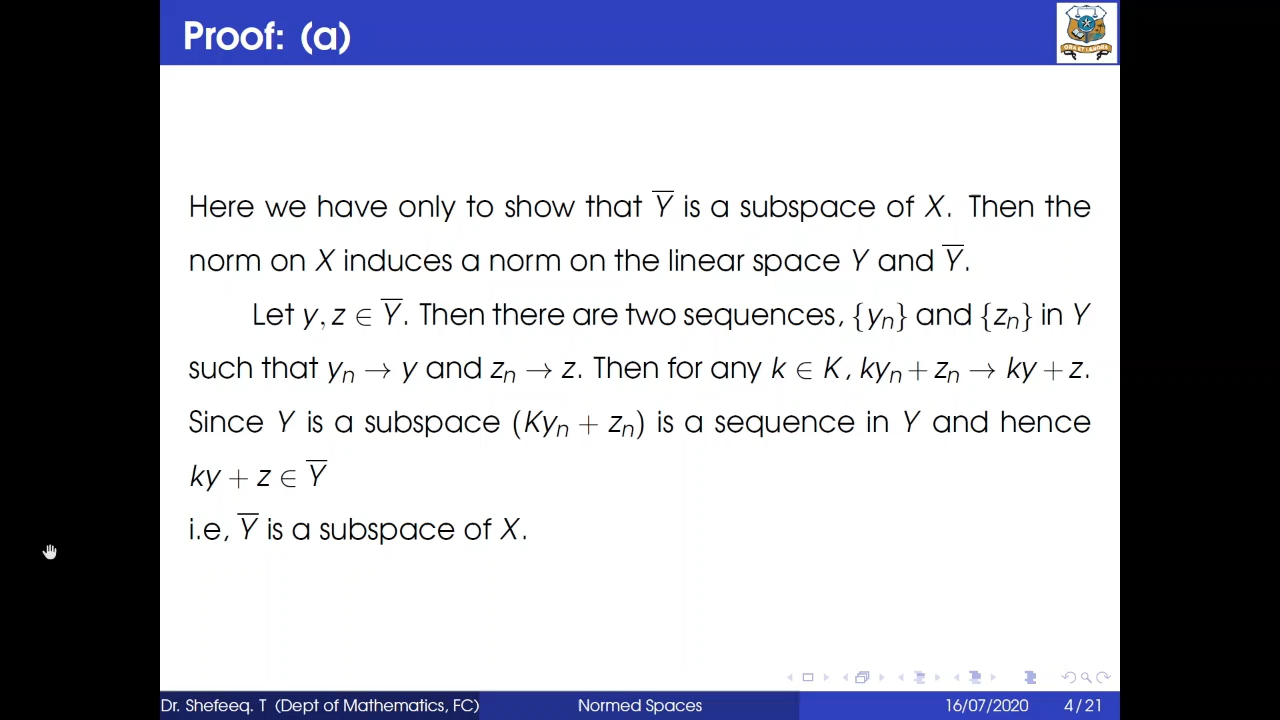 Proof: (a)
ORA ET LABORA
Here we have only to show that Y̅ is a subspace of X. Then the
norm on X induces a norm on the linear space Y and Y̅.
Let y, z ∈ Y̅. Then there are two sequences, {yₙ} and {zₙ} in Y
such that yₙ → y and zₙ → z. Then for any k ∈ K, kyₙ + zₙ → ky + z.
Since Y is a subspace (Kyₙ + zₙ) is a sequence in Y and hence
ky + z ∈ Y̅
i.e, Y̅ is a subspace of X.
Dr. Shefeeq. T (Dept of Mathematics, FC) Normed Spaces 16/07/2020 4 / 21